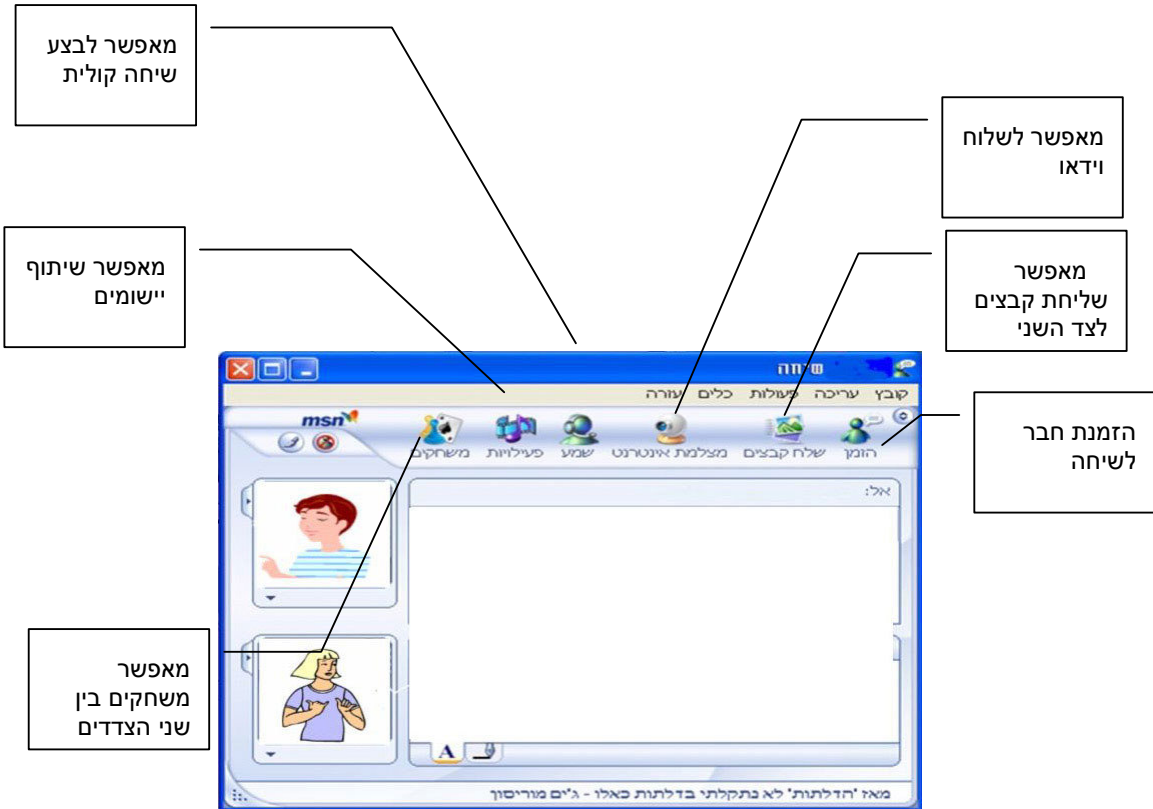 מאפשר לבצע
שיחה קולית
מאפשר לשלוח
וידאו
מאפשר שיתוף
יישומים
מאפשר
שליחת קבצים
לצד השני
הזמנת חבר
לשיחה
מאפשר
משחקים בין
שני הצדדים
שיחה
קובץ עריכה פעולות כלים עזרה
msn
הזמן שלח קבצים מצלמת אינטרנט שמע פעילויות משחקים
אל:
A
מאז 'הדלתות' לא נתקלתי בדלתות כאלו - ג'ים מוריסון